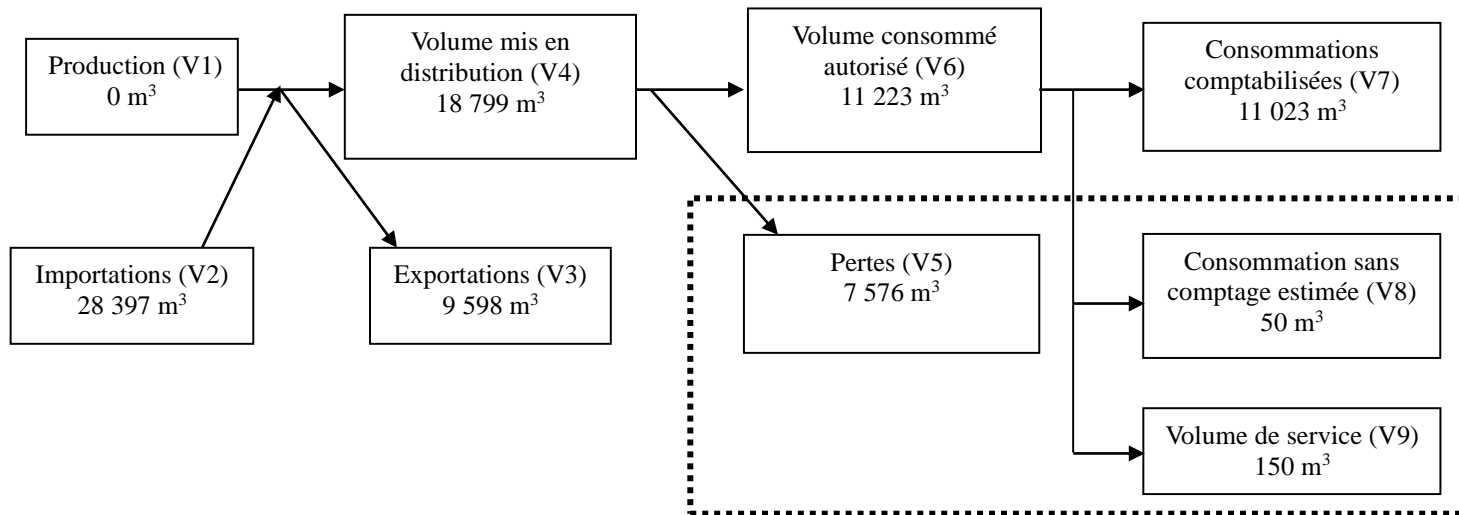 Production (V1)
0 m³
Volume mis en
distribution (V4)
18 799 m³
Volume consommé
autorisé (V6)
11 223 m³
Consommations
comptabilisées (V7)
11 023 m³
Importations (V2)
28 397 m³
Exportations (V3)
9 598 m³
Pertes (V5)
7 576 m³
Consommation sans
comptage estimée (V8)
50 m³
Volume de service (V9)
150 m³